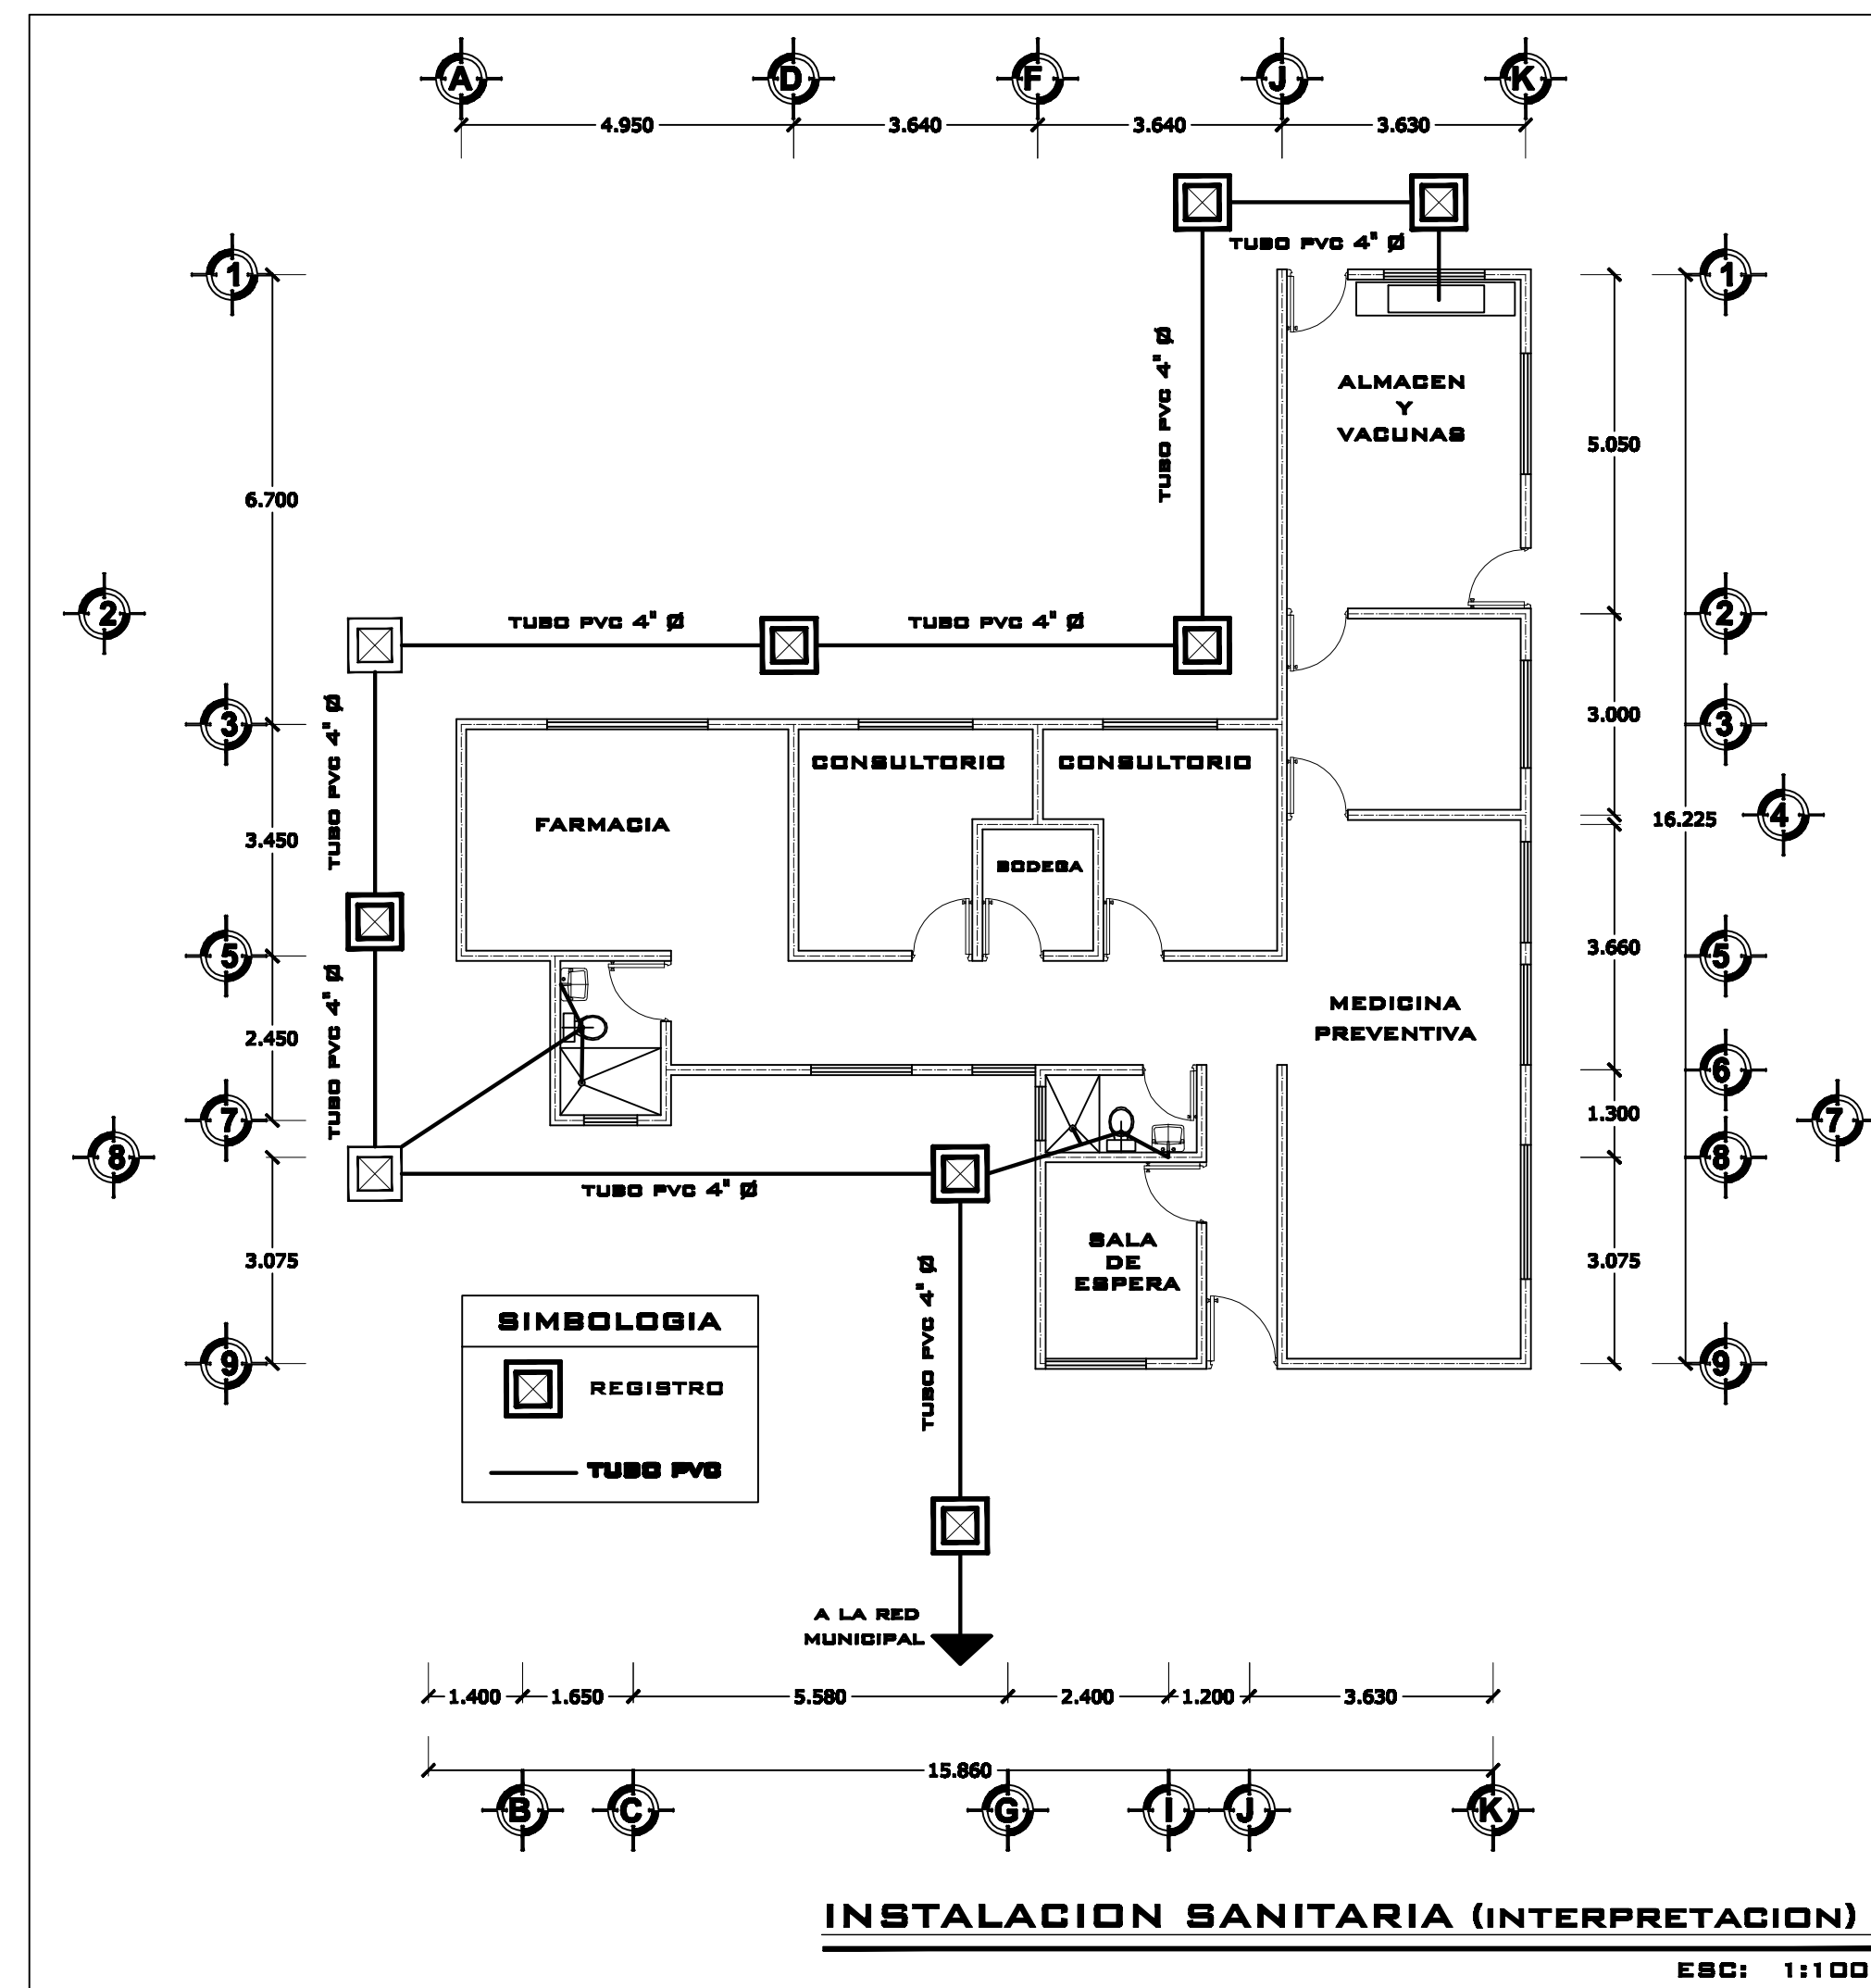 A D F J K
4.950 3.640 3.640 3.630
TUBO PVC 4" Ø
1 1
TUBO PVC 4" Ø
ALMACEN
Y
VACUNAS
5.050
6.700
2 2
TUBO PVC 4" Ø TUBO PVC 4" Ø
TUBO PVC 4" Ø
3 3
3.000
CONSULTORIO CONSULTORIO
FARMACIA
3.450
16.225
4
BODEGA
5 5
3.660
TUBO PVC 4" Ø
MEDICINA
PREVENTIVA
2.450
6
1.300
7 7
8 8
TUBO PVC 4" Ø
SALA
DE
ESPERA
3.075 3.075
TUBO PVC 4" Ø
SIMBOLOGIA
REGISTRO
TUBO PVC
9 9
A LA RED
MUNICIPAL
1.400 1.650 5.580 2.400 1.200 3.630
15.860
B C G I J K
INSTALACION SANITARIA (INTERPRETACION)
ESC: 1:100